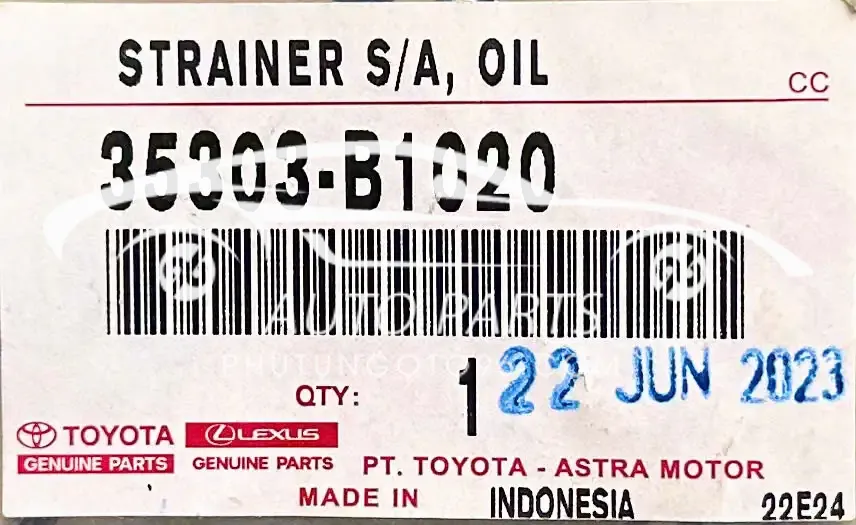 STRAINER S/A, OIL
CC
35303-B1020
AUTO PARTS
QTY: 1 22 JUN 2023
TOYOTA LEXUS
GENUINE PARTS GENUINE PARTS PT. TOYOTA - ASTRA MOTOR
MADE IN INDONESIA 22E24